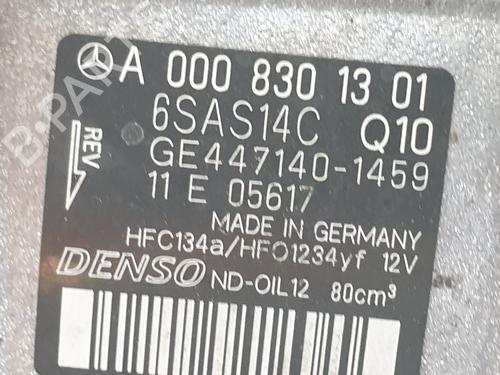 A 000 830 13 01
6SAS14C Q10
REV.
GE447140-1459
11 E 05617
MADE IN GERMANY
HFC134a/HFO1234yf 12V
DENSO ND-OIL12 80cm³
B-PARTS